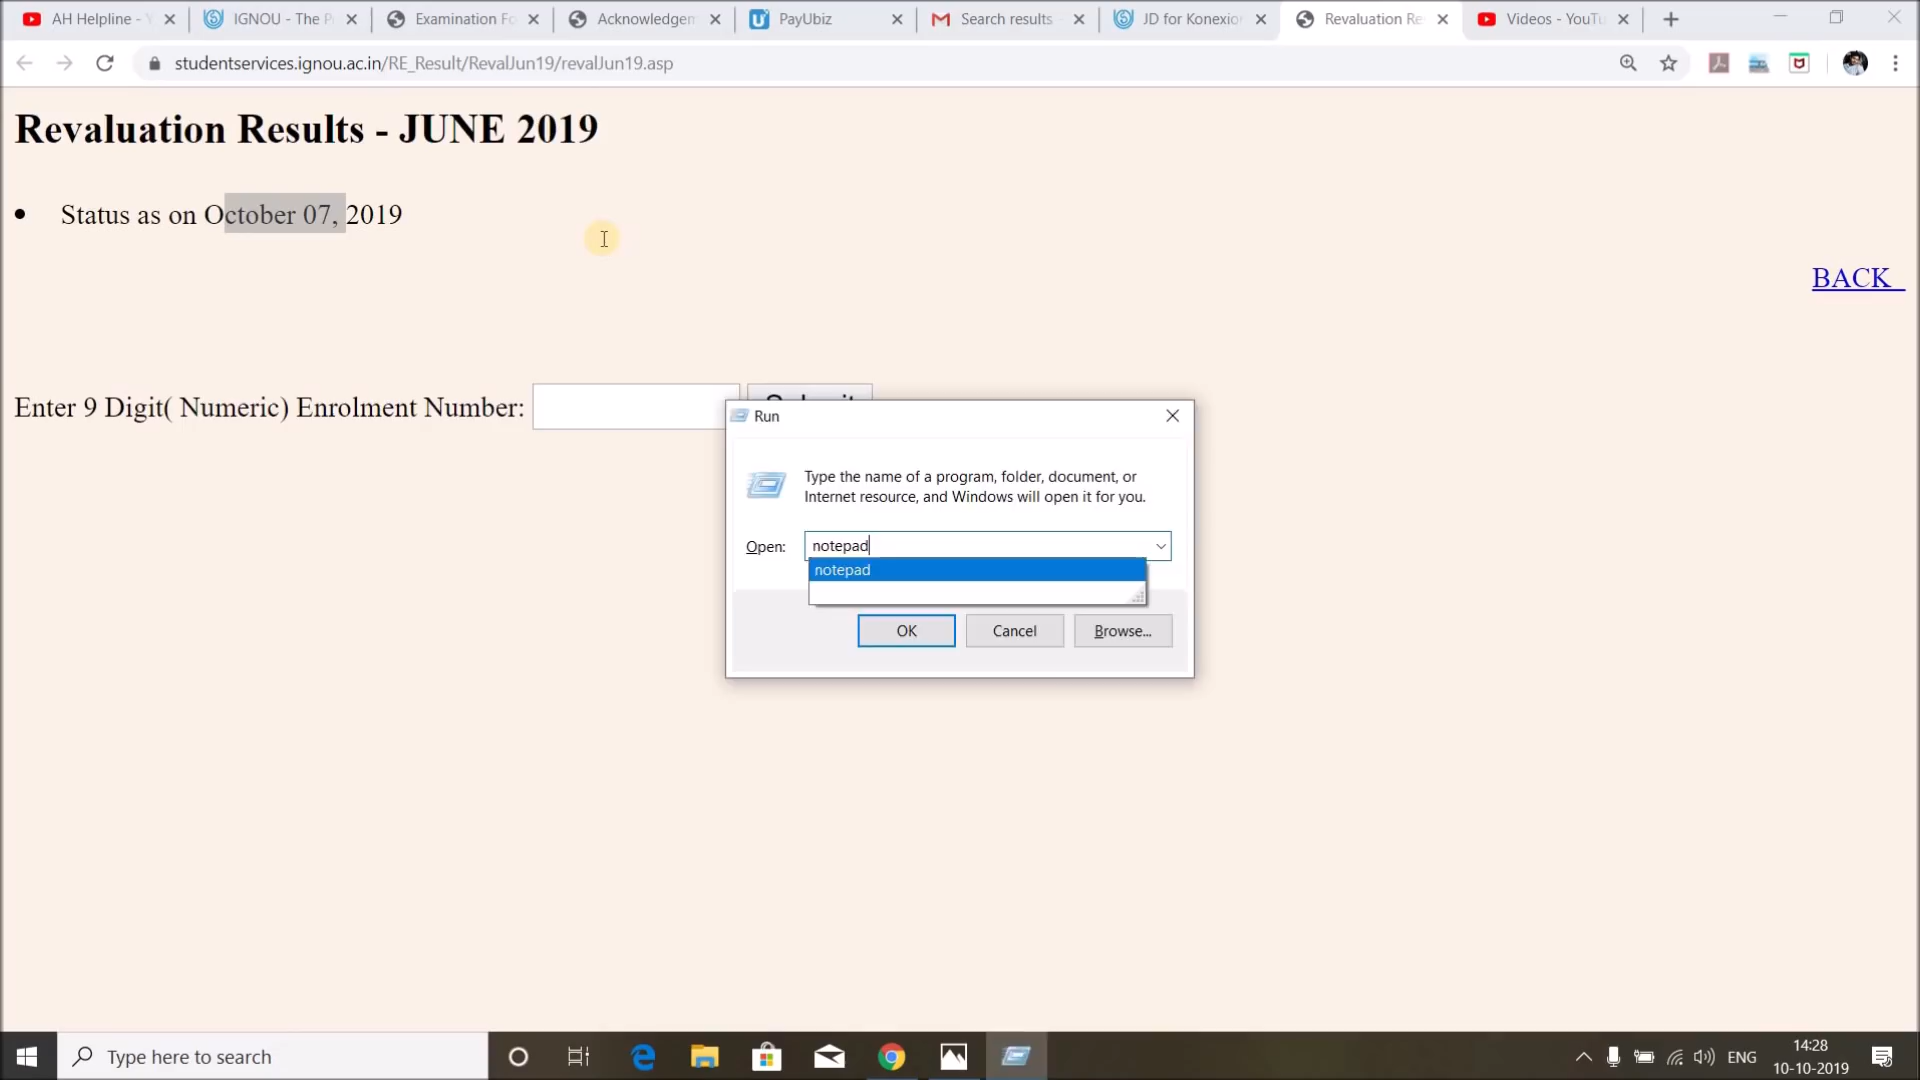 AH Helpline - Y
IGNOU - The P
Examination Fo
Acknowledgem
PayUbiz
Search results -
JD for Konexion
Revaluation Re
Videos - YouTu
studentservices.ignou.ac.in/RE_Result/RevalJun19/revalJun19.asp
Revaluation Results - JUNE 2019
• Status as on October 07, 2019
BACK
Enter 9 Digit( Numeric) Enrolment Number:
Submit
Run
Type the name of a program, folder, document, or
Internet resource, and Windows will open it for you.
Open: notepad
notepad
OK Cancel Browse...
Type here to search
ENG
14:28
10-10-2019